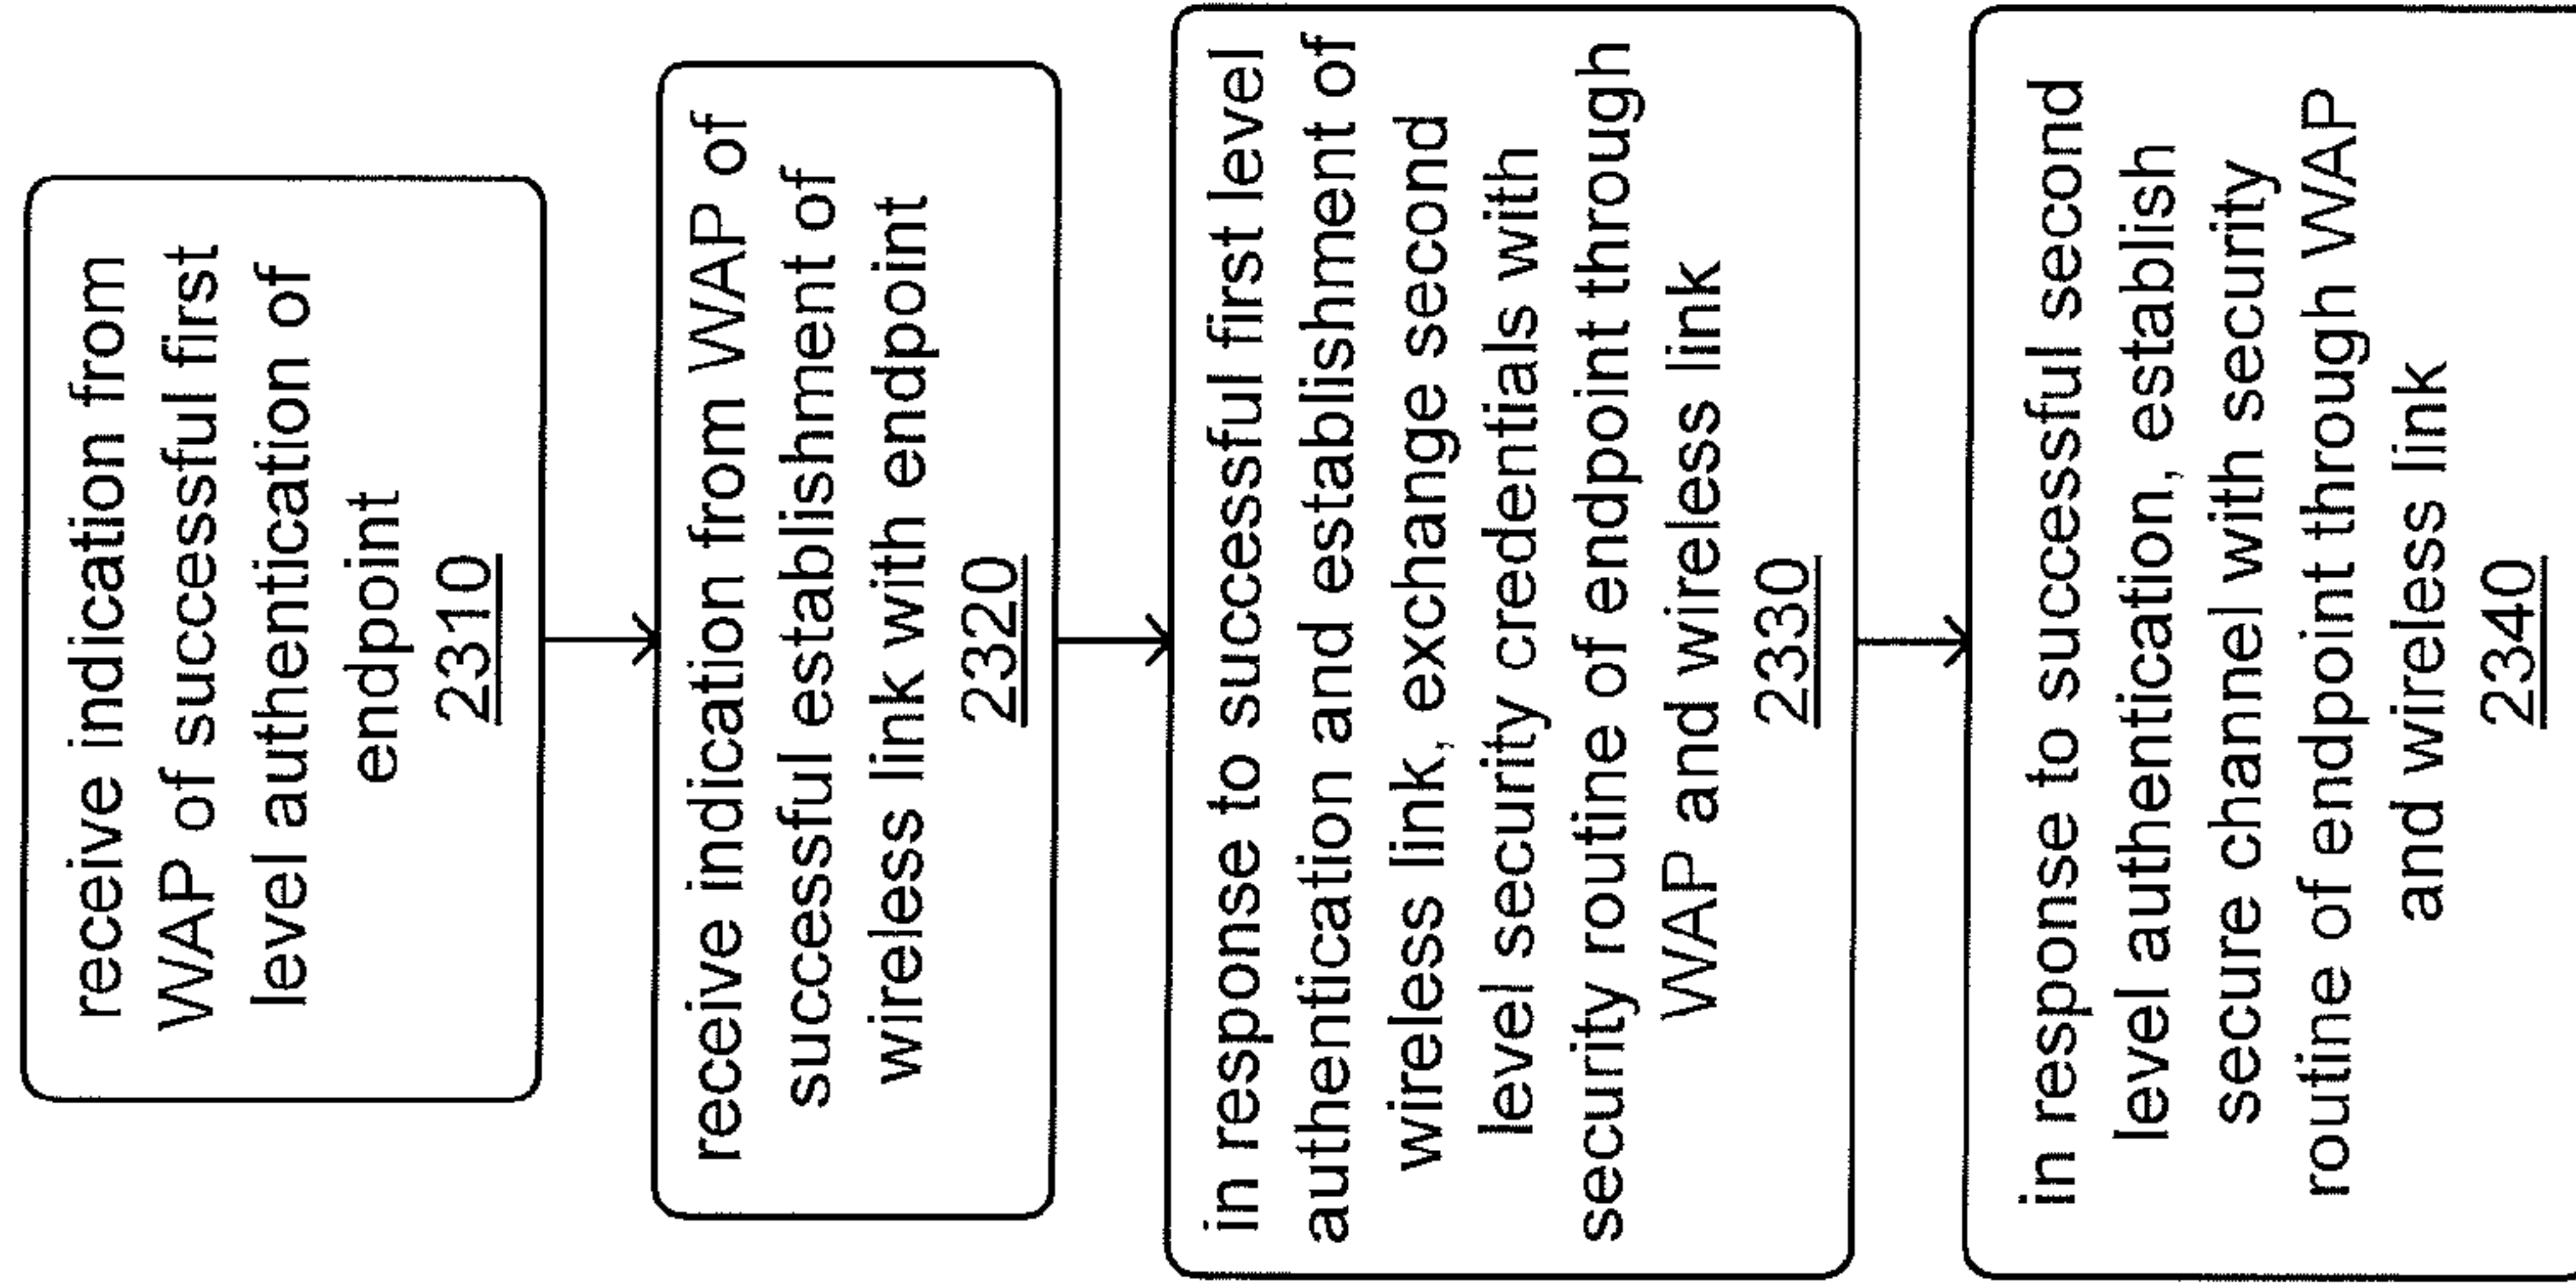 receive indication from
WAP of successful first
level authentication of
endpoint
2310
receive indication from WAP of
successful establishment of
wireless link with endpoint
2320
in response to successful first level
authentication and establishment of
wireless link, exchange second
level security credentials with
security routine of endpoint through
WAP and wireless link
2330
in response to successful second
level authentication, establish
secure channel with security
routine of endpoint through WAP
and wireless link
2340